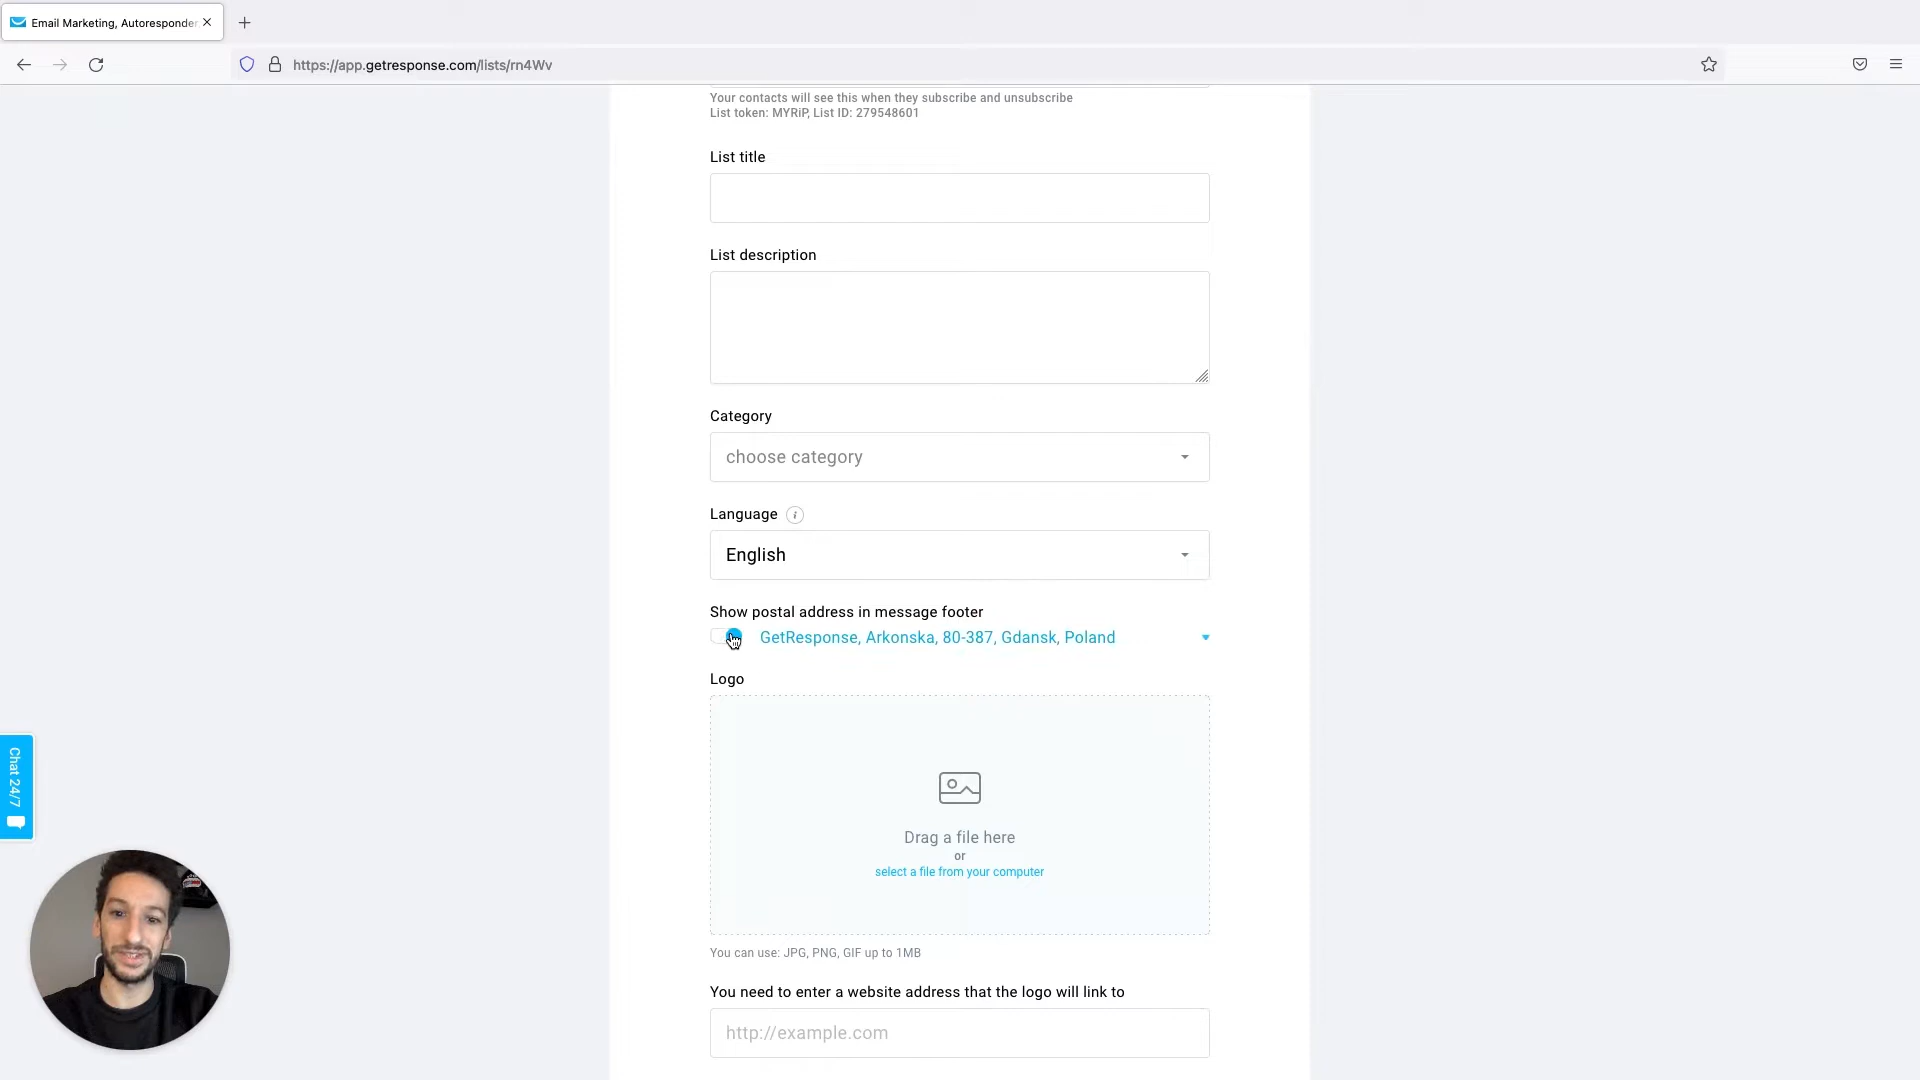 Email Marketing, Autoresponder
https://app.getresponse.com/lists/rn4Wv
Your contacts will see this when they subscribe and unsubscribe
List token: MYRiP, List ID: 279548601
List title
List description
Category
choose category
Language
English
Show postal address in message footer
GetResponse, Arkonska, 80-387, Gdansk, Poland
Logo
Drag a file here
or
select a file from your computer
You can use: JPG, PNG, GIF up to 1MB
You need to enter a website address that the logo will link to
http://example.com
Chat 24/7